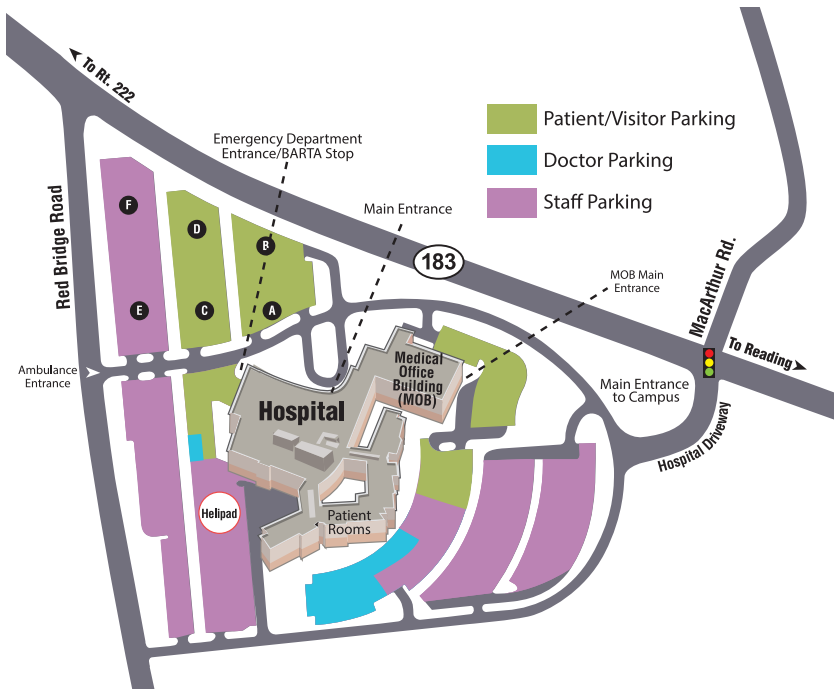 To Rt. 222
Patient/Visitor Parking
Doctor Parking
Staff Parking
Emergency Department
Entrance/BARTA Stop
Main Entrance
Red Bridge Road
F
D
B
E
C
A
183
MOB Main
Entrance
MacArthur Rd.
To Reading
Ambulance
Entrance
Medical
Office
Building
(MOB)
Hospital
Main Entrance
to Campus
Hospital Driveway
Helipad
Patient
Rooms